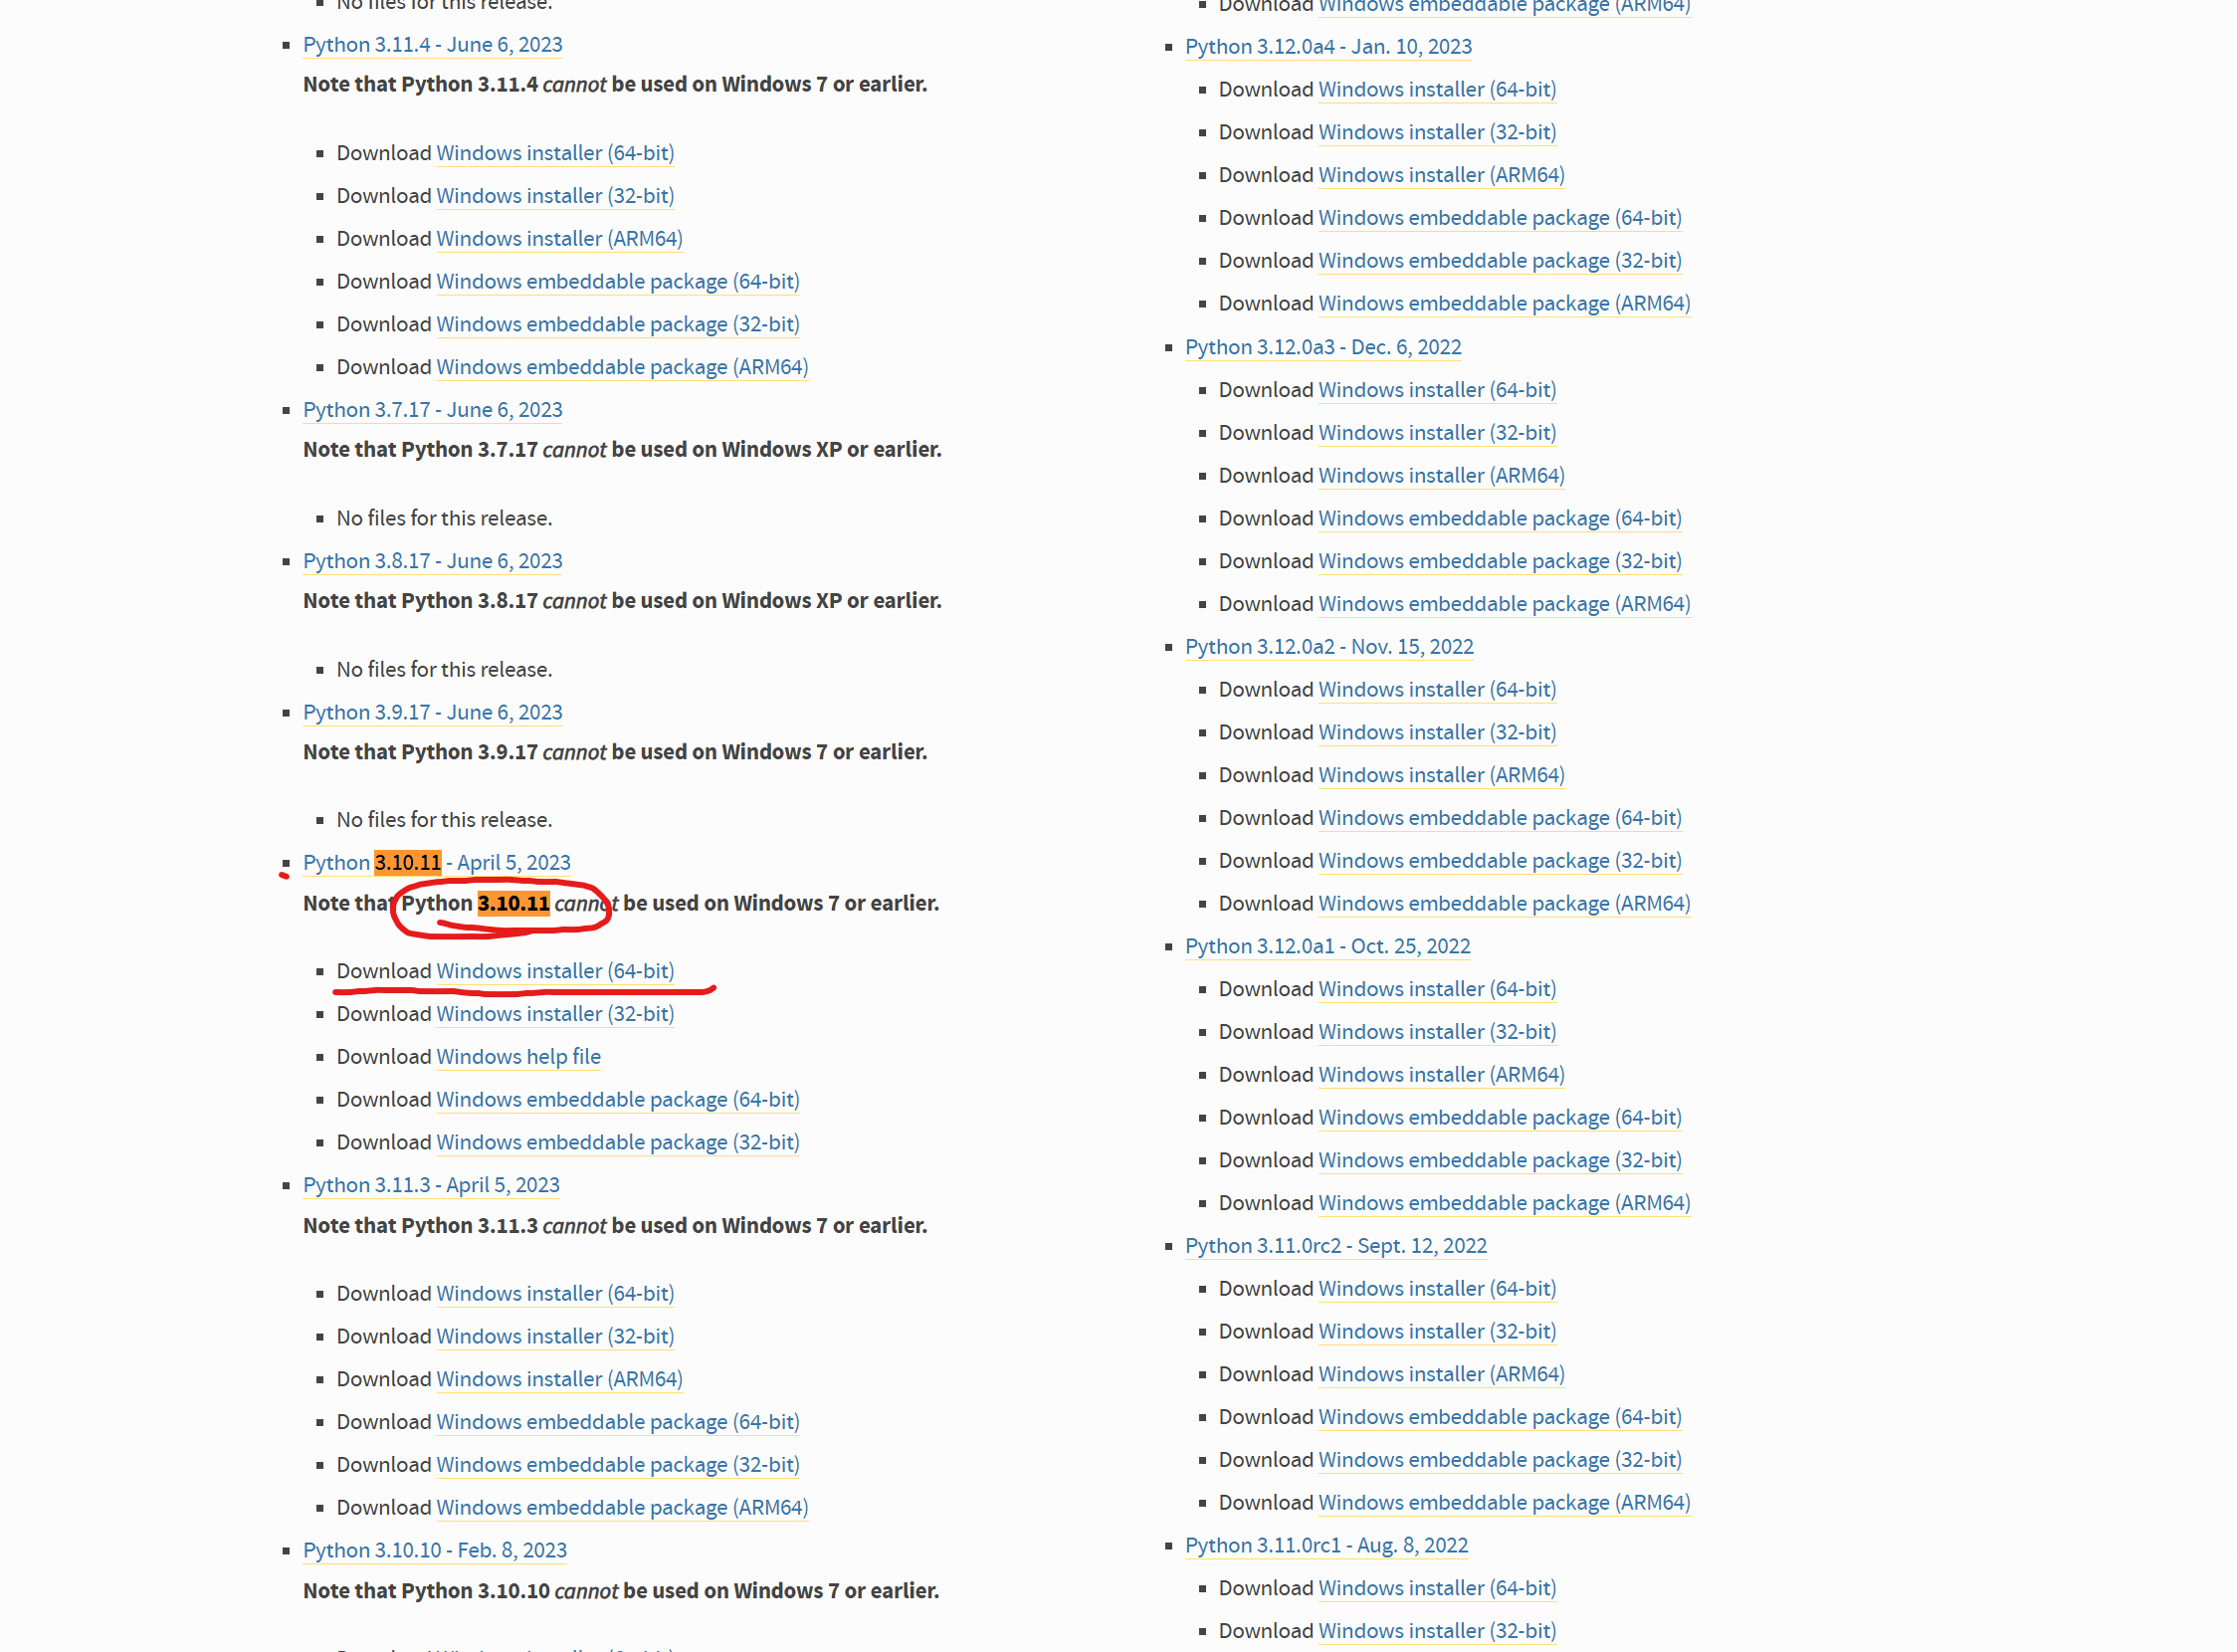 No files for this release.
Python 3.11.4 - June 6, 2023
Note that Python 3.11.4 cannot be used on Windows 7 or earlier.
Download Windows installer (64-bit)
Download Windows installer (32-bit)
Download Windows installer (ARM64)
Download Windows embeddable package (64-bit)
Download Windows embeddable package (32-bit)
Download Windows embeddable package (ARM64)
Python 3.7.17 - June 6, 2023
Note that Python 3.7.17 cannot be used on Windows XP or earlier.
No files for this release.
Python 3.8.17 - June 6, 2023
Note that Python 3.8.17 cannot be used on Windows XP or earlier.
No files for this release.
Python 3.9.17 - June 6, 2023
Note that Python 3.9.17 cannot be used on Windows 7 or earlier.
No files for this release.
Python 3.10.11 - April 5, 2023
Note that Python 3.10.11 cannot be used on Windows 7 or earlier.
Download Windows installer (64-bit)
Download Windows installer (32-bit)
Download Windows help file
Download Windows embeddable package (64-bit)
Download Windows embeddable package (32-bit)
Python 3.11.3 - April 5, 2023
Note that Python 3.11.3 cannot be used on Windows 7 or earlier.
Download Windows installer (64-bit)
Download Windows installer (32-bit)
Download Windows installer (ARM64)
Download Windows embeddable package (64-bit)
Download Windows embeddable package (32-bit)
Download Windows embeddable package (ARM64)
Python 3.10.10 - Feb. 8, 2023
Note that Python 3.10.10 cannot be used on Windows 7 or earlier.
Download Windows embeddable package (ARM64)
Python 3.12.0a4 - Jan. 10, 2023
Download Windows installer (64-bit)
Download Windows installer (32-bit)
Download Windows installer (ARM64)
Download Windows embeddable package (64-bit)
Download Windows embeddable package (32-bit)
Download Windows embeddable package (ARM64)
Python 3.12.0a3 - Dec. 6, 2022
Download Windows installer (64-bit)
Download Windows installer (32-bit)
Download Windows installer (ARM64)
Download Windows embeddable package (64-bit)
Download Windows embeddable package (32-bit)
Download Windows embeddable package (ARM64)
Python 3.12.0a2 - Nov. 15, 2022
Download Windows installer (64-bit)
Download Windows installer (32-bit)
Download Windows installer (ARM64)
Download Windows embeddable package (64-bit)
Download Windows embeddable package (32-bit)
Download Windows embeddable package (ARM64)
Python 3.12.0a1 - Oct. 25, 2022
Download Windows installer (64-bit)
Download Windows installer (32-bit)
Download Windows installer (ARM64)
Download Windows embeddable package (64-bit)
Download Windows embeddable package (32-bit)
Download Windows embeddable package (ARM64)
Python 3.11.0rc2 - Sept. 12, 2022
Download Windows installer (64-bit)
Download Windows installer (32-bit)
Download Windows installer (ARM64)
Download Windows embeddable package (64-bit)
Download Windows embeddable package (32-bit)
Download Windows embeddable package (ARM64)
Python 3.11.0rc1 - Aug. 8, 2022
Download Windows installer (64-bit)
Download Windows installer (32-bit)